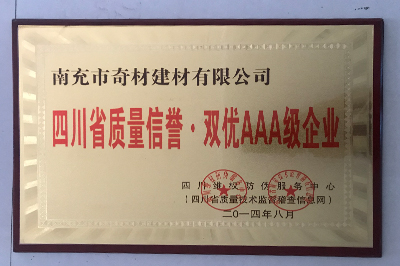 南充市奇材建材有限公司
四川省质量信誉·双优AAA级企业
四川维权防伪服务中心
(四川省质量技术监督稽查信息网)
二〇一四年八月